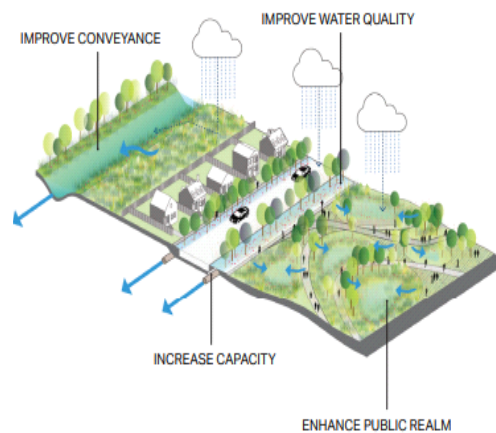 IMPROVE WATER QUALITY
IMPROVE CONVEYANCE
INCREASE CAPACITY
ENHANCE PUBLIC REALM